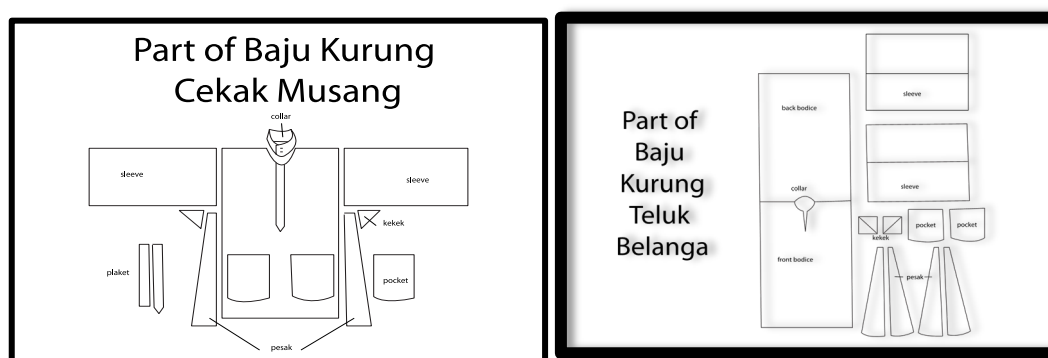 Part of Baju Kurung
Cekak Musang
collar
sleeve
sleeve
kekek
plaket
pocket
pesak
Part of
Baju
Kurung
Teluk
Belanga
back bodice
sleeve
sleeve
collar
kekek
pocket
pocket
front bodice
pesak